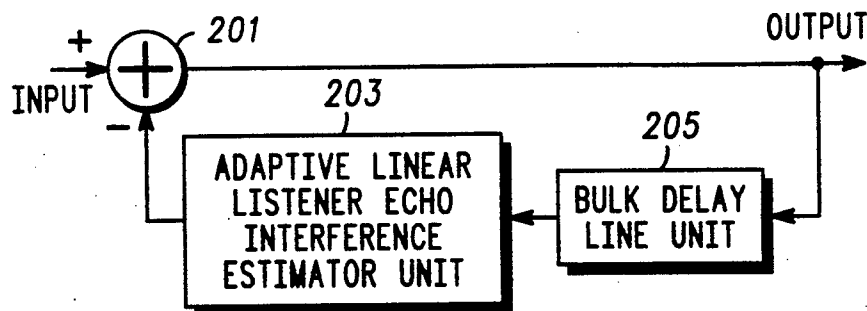 201
OUTPUT
+
INPUT
-
203
205
ADAPTIVE LINEAR
LISTENER ECHO
INTERFERENCE
ESTIMATOR UNIT
BULK DELAY
LINE UNIT